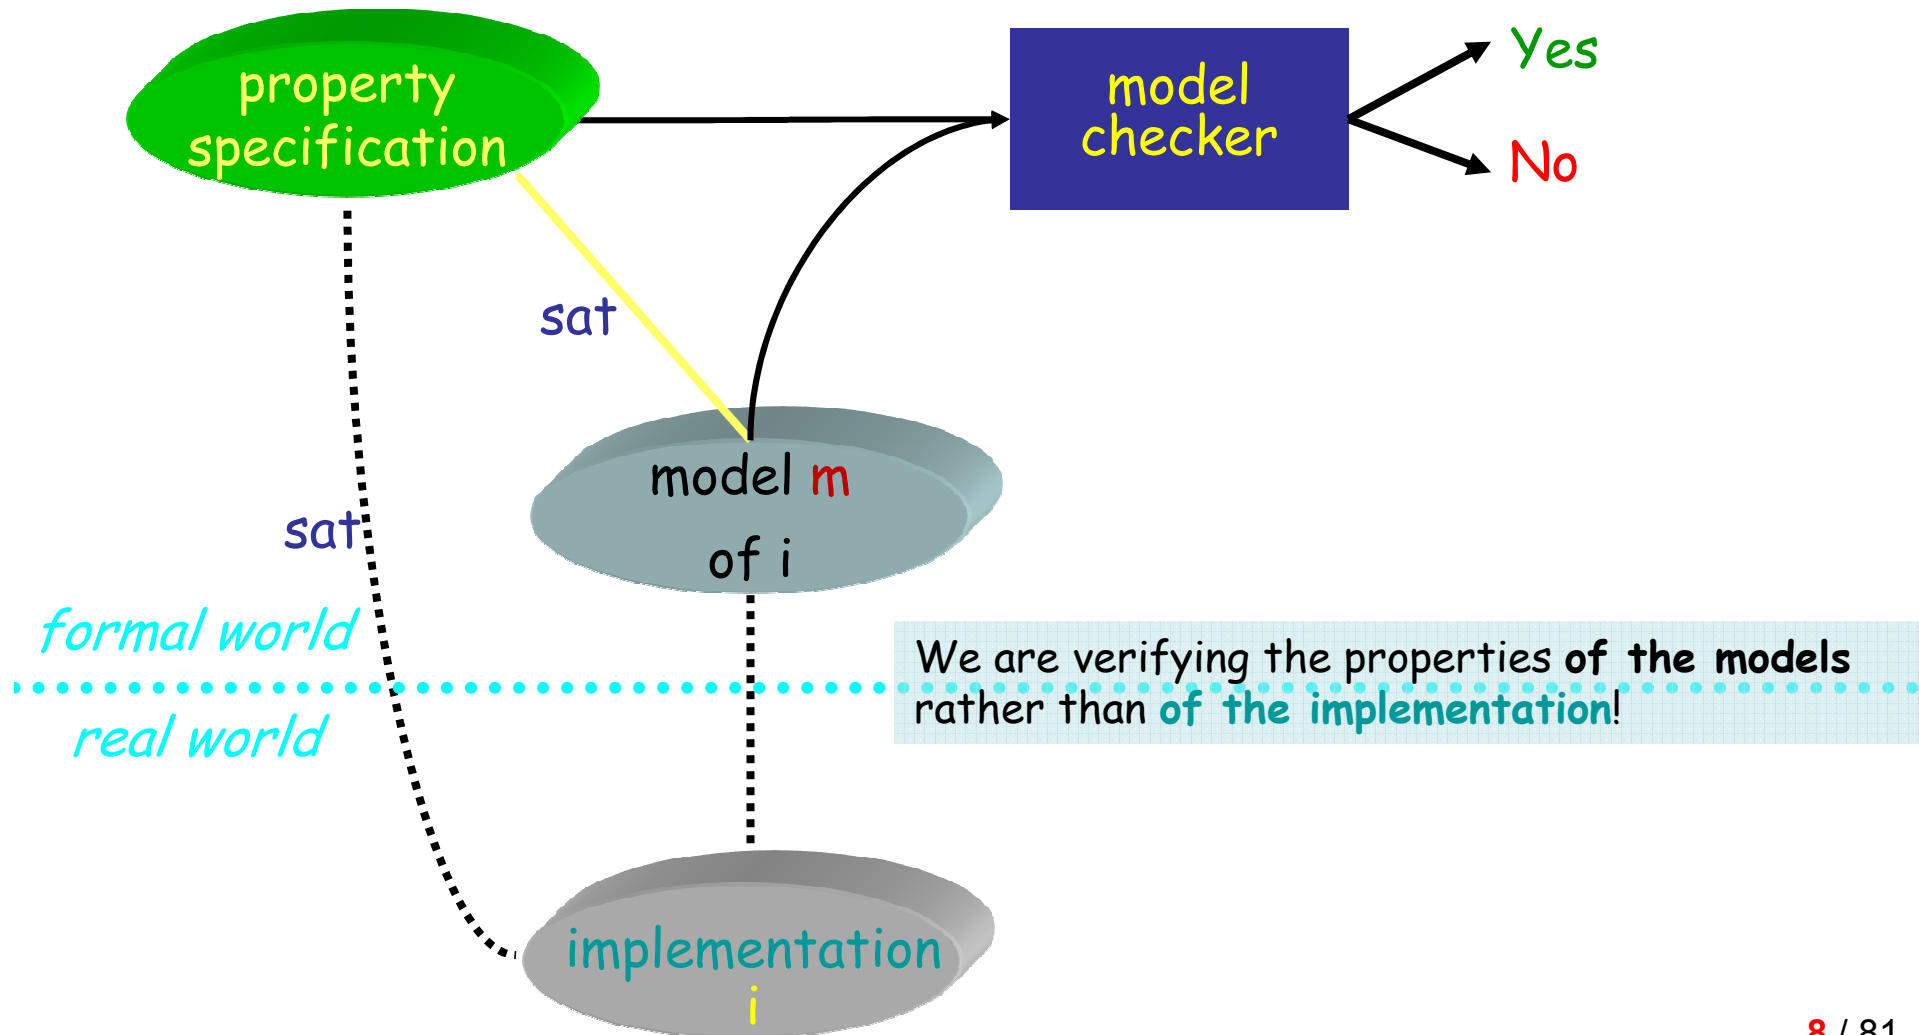 property
specification
model
checker
Yes
No
sat
model m
of i
sat
formal world
We are verifying the properties of the models
rather than of the implementation!
real world
implementation
i
8 / 81